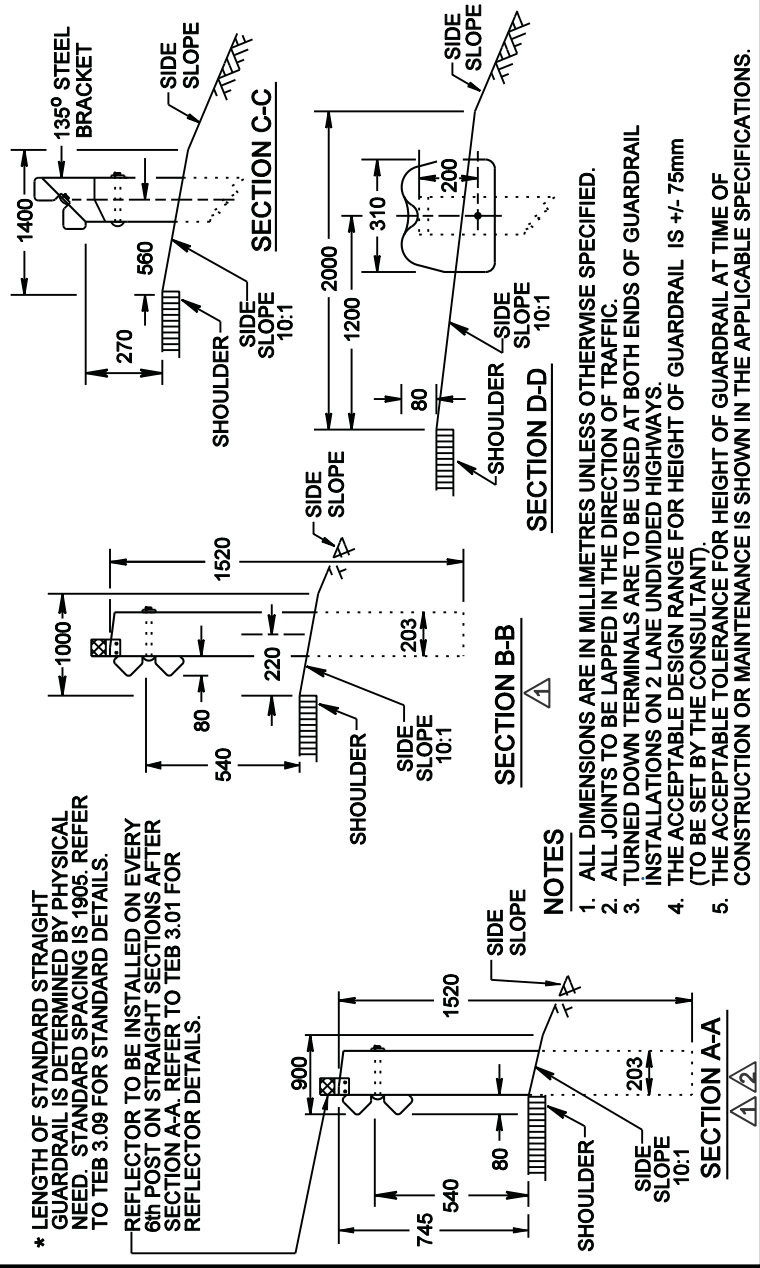 * LENGTH OF STANDARD STRAIGHT
GUARDRAIL IS DETERMINED BY PHYSICAL
NEED. STANDARD SPACING IS 1905. REFER
TO TEB 3.09 FOR STANDARD DETAILS.
REFLECTOR TO BE INSTALLED ON EVERY
6th POST ON STRAIGHT SECTIONS AFTER
SECTION A-A. REFER TO TEB 3.01 FOR
REFLECTOR DETAILS.
900
745
540
80
1520
203
SHOULDER
SIDE
SLOPE
10:1
SIDE
SLOPE
SECTION A-A
1
2
1000
540
80
220
1520
203
SHOULDER
SIDE
SLOPE
10:1
SIDE
SLOPE
SECTION B-B
1
1400
135º STEEL
BRACKET
270
560
SHOULDER
SIDE
SLOPE
10:1
SIDE
SLOPE
SECTION C-C
2000
1200
310
200
80
SHOULDER
SIDE
SLOPE
10:1
SIDE
SLOPE
SECTION D-D
NOTES
1. ALL DIMENSIONS ARE IN MILLIMETRES UNLESS OTHERWISE SPECIFIED.
2. ALL JOINTS TO BE LAPPED IN THE DIRECTION OF TRAFFIC.
3. TURNED DOWN TERMINALS ARE TO BE USED AT BOTH ENDS OF GUARDRAIL
INSTALLATIONS ON 2 LANE UNDIVIDED HIGHWAYS.
4. THE ACCEPTABLE DESIGN RANGE FOR HEIGHT OF GUARDRAIL IS +/- 75mm
(TO BE SET BY THE CONSULTANT).
5. THE ACCEPTABLE TOLERANCE FOR HEIGHT OF GUARDRAIL AT TIME OF
CONSTRUCTION OR MAINTENANCE IS SHOWN IN THE APPLICABLE SPECIFICATIONS.